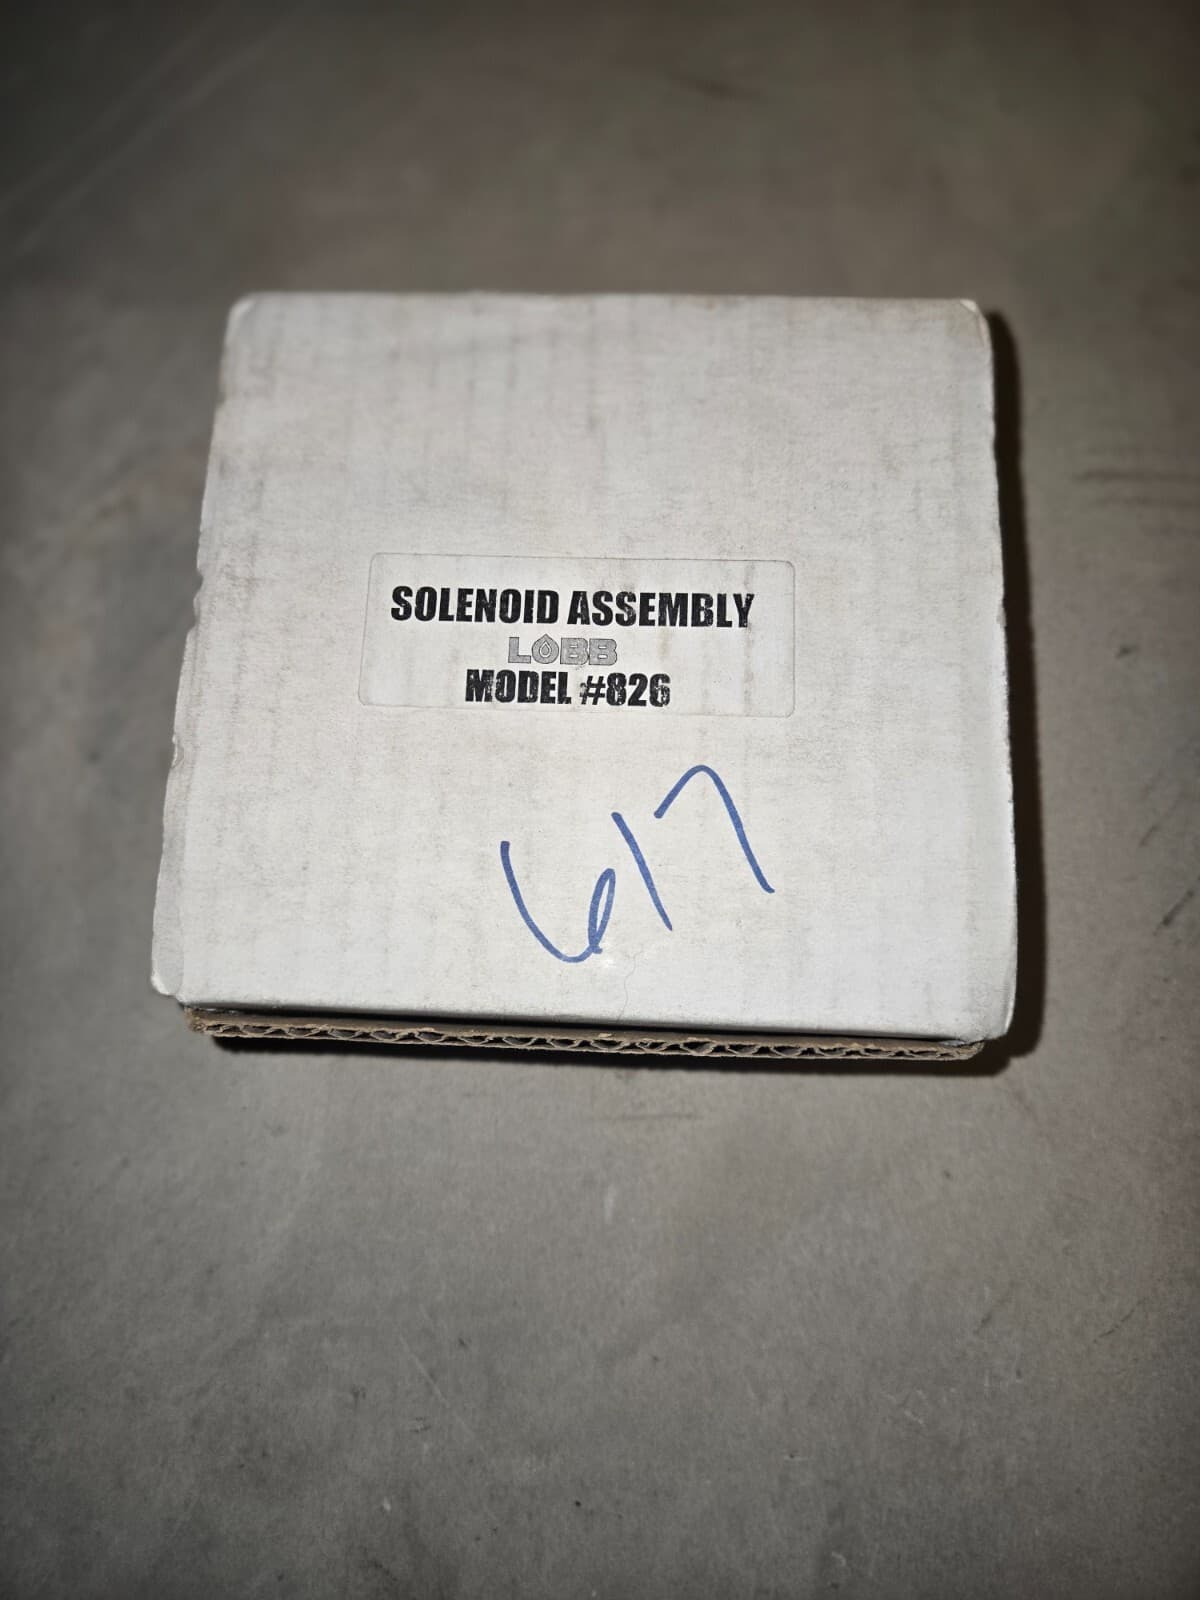 SOLENOID ASSEMBLY
LOBB
MODEL #826
617